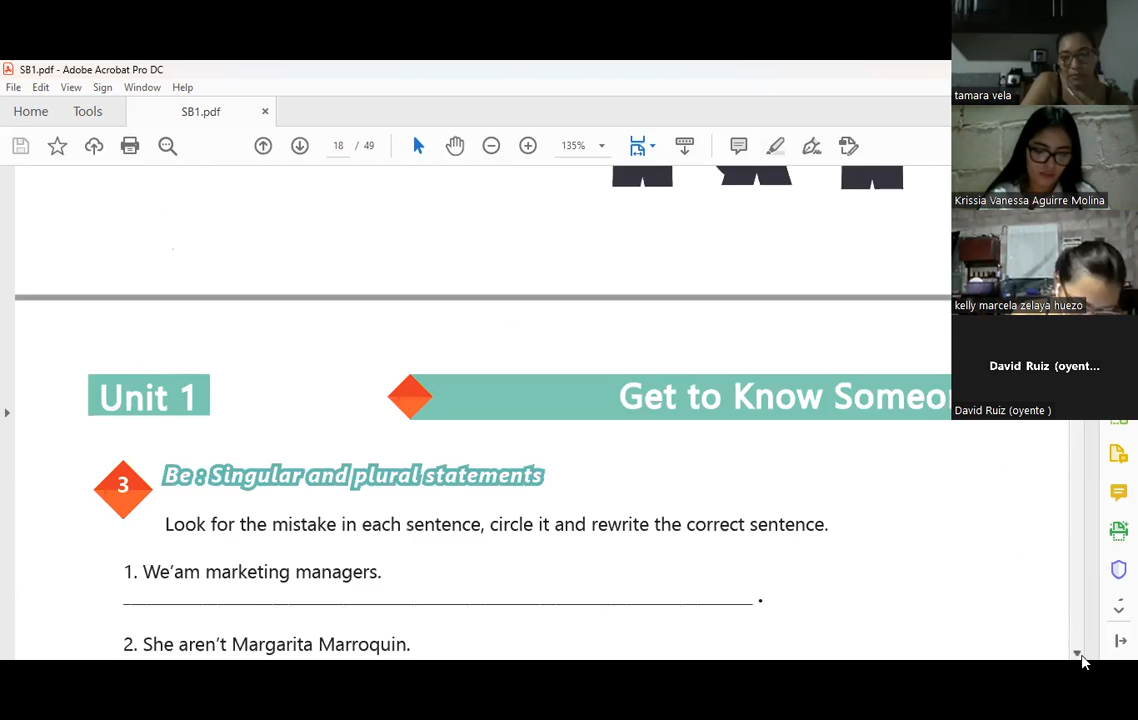 SB1.pdf - Adobe Acrobat Pro DC
File Edit View Sign Window Help
Home Tools SB1.pdf ×
18 / 49 135%
Unit 1
Get to Know Someo
3
Be : Singular and plural statements
Look for the mistake in each sentence, circle it and rewrite the correct sentence.
1. We'am marketing managers.
.
2. She aren't Margarita Marroquin.
tamara vela
Krissia Vanessa Aguirre Molina
kelly marcela zelaya huezo
David Ruiz (oyent...
David Ruiz (oyente )